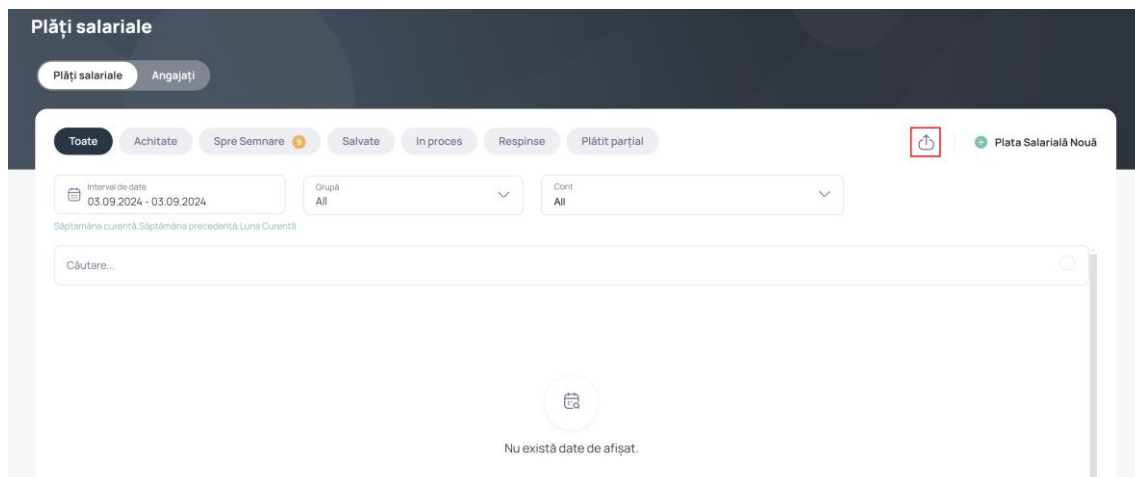 Plăți salariale
Plăți salariale Angajați
Toate Achitate Spre Semnare 9 Salvate In proces Respinse Plătit parțial Plata Salarială Nouă
Interval de date Grupă Cont
03.09.2024 - 03.09.2024 All All
Săptamâna curentă,Săptămâna precedentă,Luna Curentă
Căutare...
Nu există date de afișat.